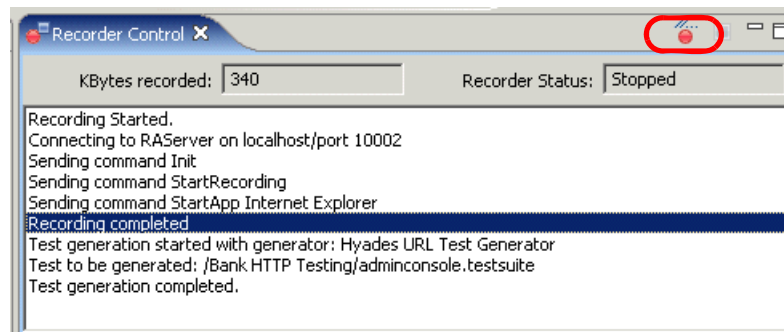 Recorder Control
KBytes recorded: 340 Recorder Status: Stopped
Recording Started.
Connecting to RAServer on localhost/port 10002
Sending command Init
Sending command StartRecording
Sending command StartApp Internet Explorer
Recording completed
Test generation started with generator: Hyades URL Test Generator
Test to be generated: /Bank HTTP Testing/adminconsole.testsuite
Test generation completed.